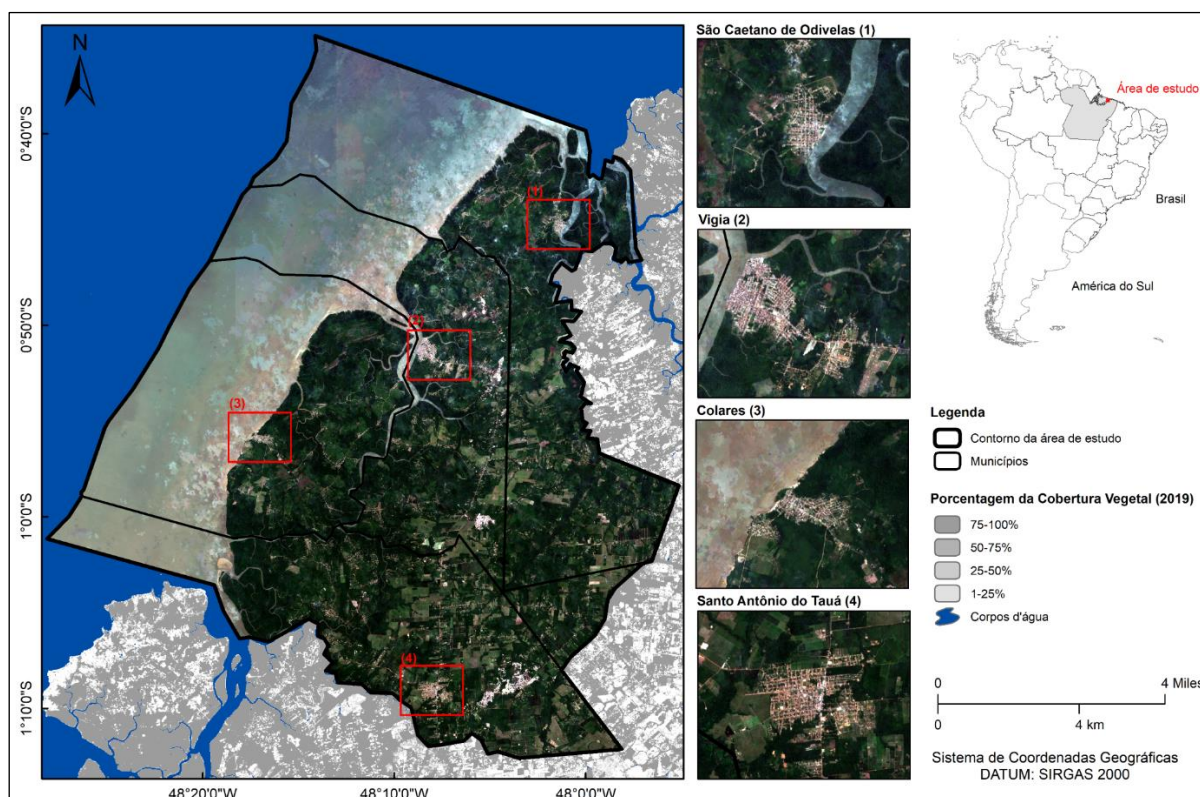 N
0°40'0"S
0°50'0"S
1°0'0"S
1°10'0"S
48°20'0"W
48°10'0"W
48°0'0"W
(1)
(2)
(3)
(4)
São Caetano de Odivelas (1)
Vigia (2)
Colares (3)
Santo Antônio do Tauá (4)
Área de estudo
Brasil
América do Sul
Legenda
Contorno da área de estudo
Municípios
Porcentagem da Cobertura Vegetal (2019)
75-100%
50-75%
25-50%
1-25%
Corpos d'água
0 4 Miles
0 4 km
Sistema de Coordenadas Geográficas
DATUM: SIRGAS 2000